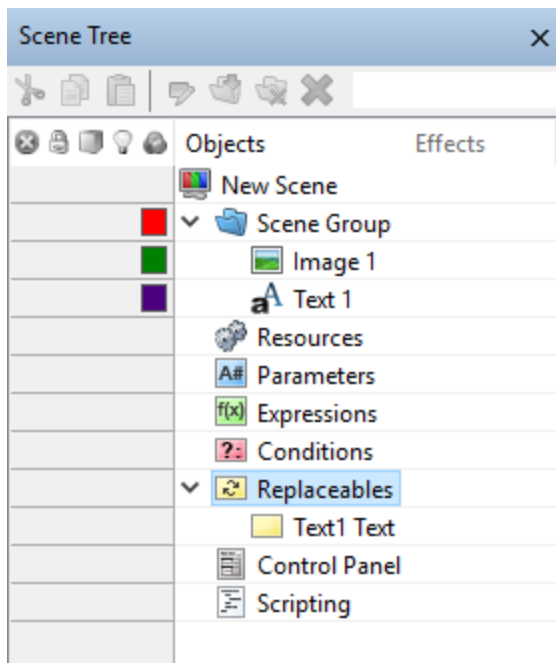 Scene Tree
Objects Effects
New Scene
Scene Group
Image 1
aA Text 1
Resources
A# Parameters
f(x) Expressions
?: Conditions
Replaceables
Text1 Text
Control Panel
Scripting